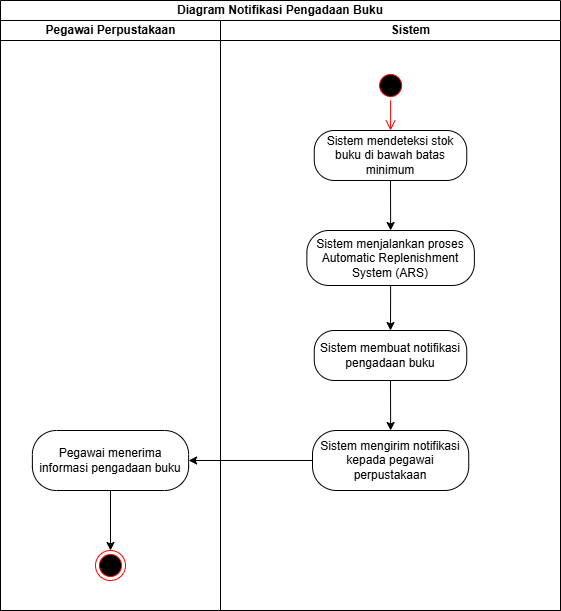 Diagram Notifikasi Pengadaan Buku
Pegawai Perpustakaan
Sistem
Sistem mendeteksi stok
buku di bawah batas
minimum
Sistem menjalankan proses
Automatic Replenishment
System (ARS)
Sistem membuat notifikasi
pengadaan buku
Sistem mengirim notifikasi
kepada pegawai
perpustakaan
Pegawai menerima
informasi pengadaan buku